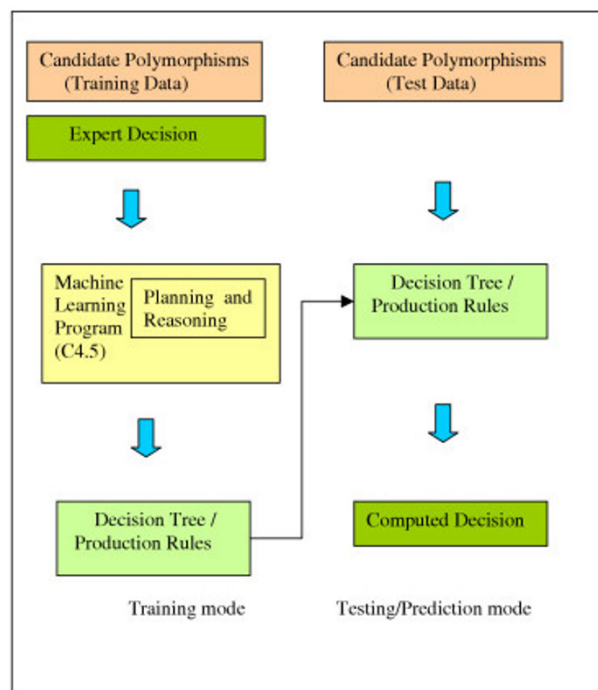 Candidate Polymorphisms
(Training Data)
Expert Decision
Machine
Learning
Program
(C4.5)
Planning and
Reasoning
Decision Tree /
Production Rules
Training mode
Candidate Polymorphisms
(Test Data)
Decision Tree /
Production Rules
Computed Decision
Testing/Prediction mode